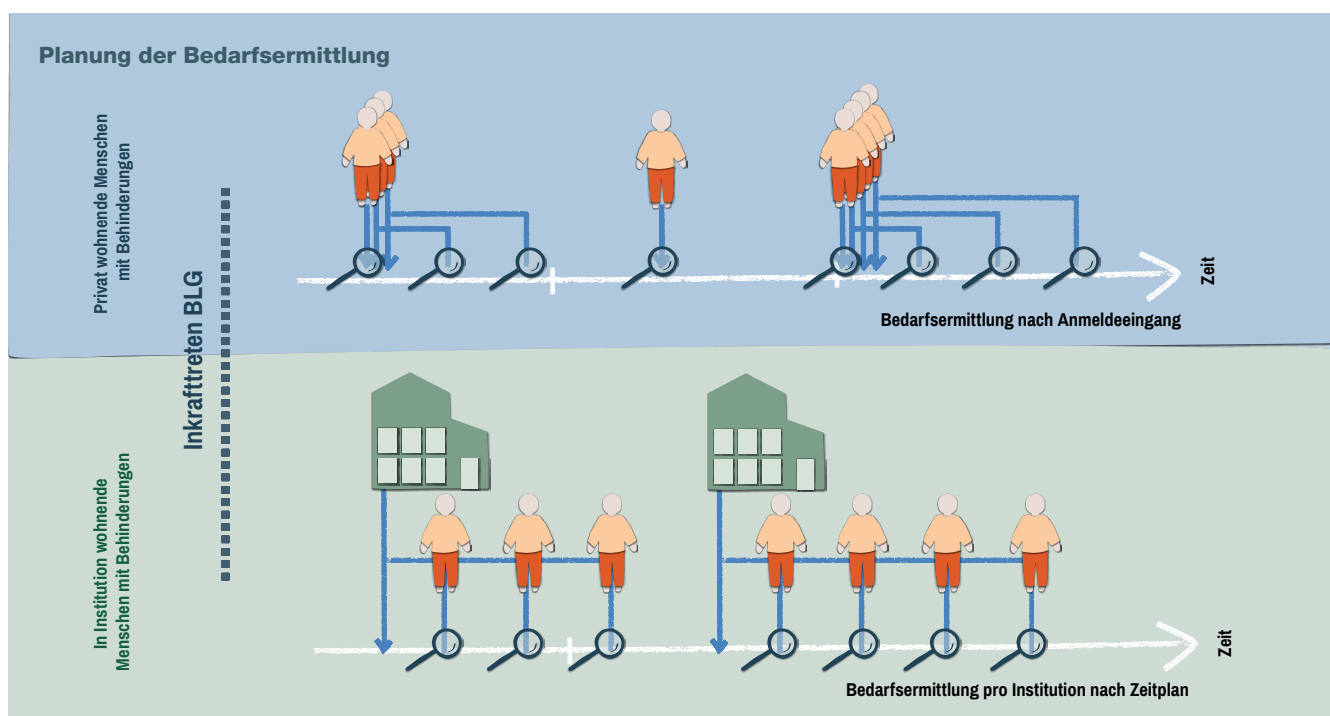 Planung der Bedarfsermittlung
Privat wohnende Menschen
mit Behinderungen
Inkrafttreten BLG
Zeit
Bedarfsermittlung nach Anmeldeeingang
In Institution wohnende
Menschen mit Behinderungen
Zeit
Bedarfsermittlung pro Institution nach Zeitplan